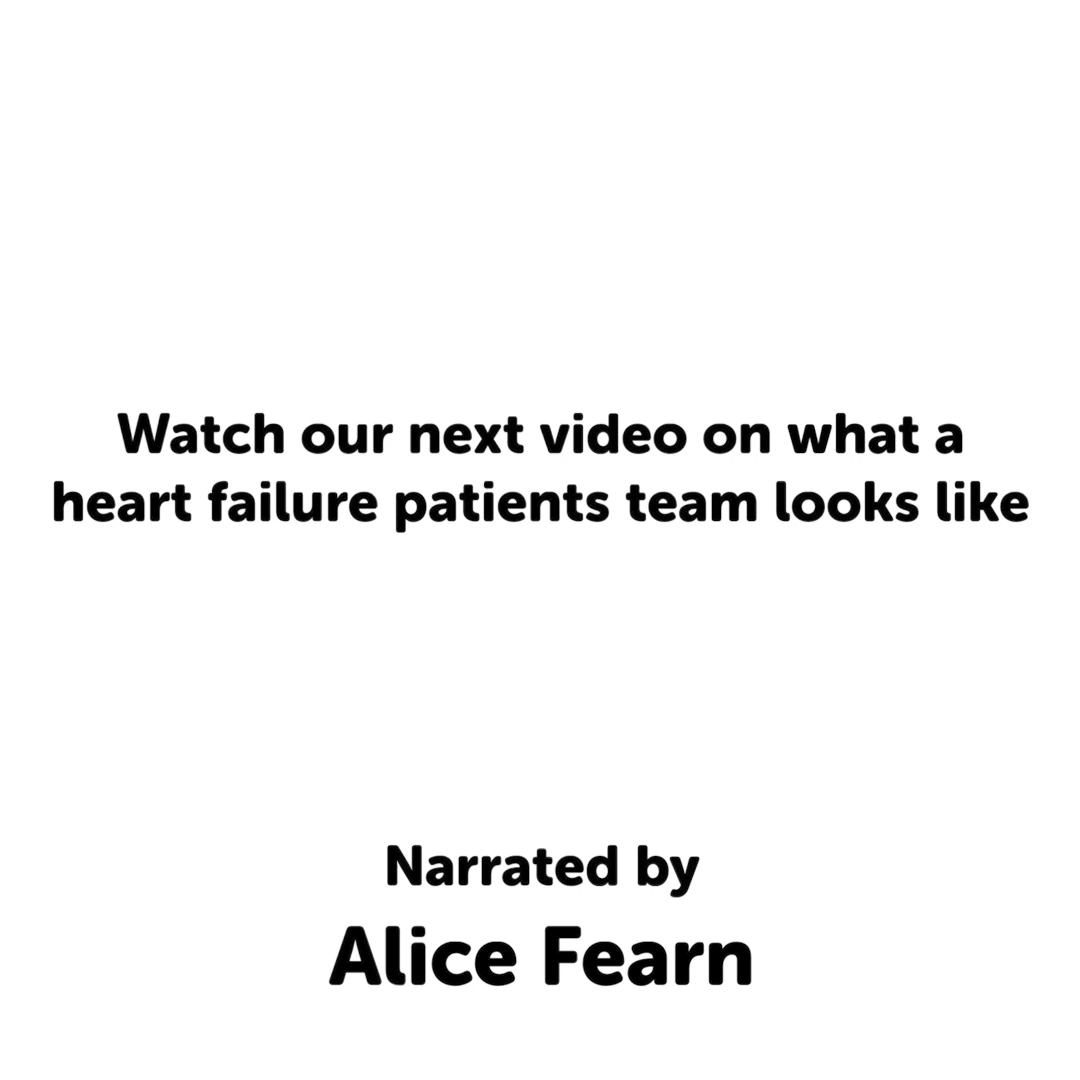 Watch our next video on what a
heart failure patients team looks like
Narrated by
Alice Fearn